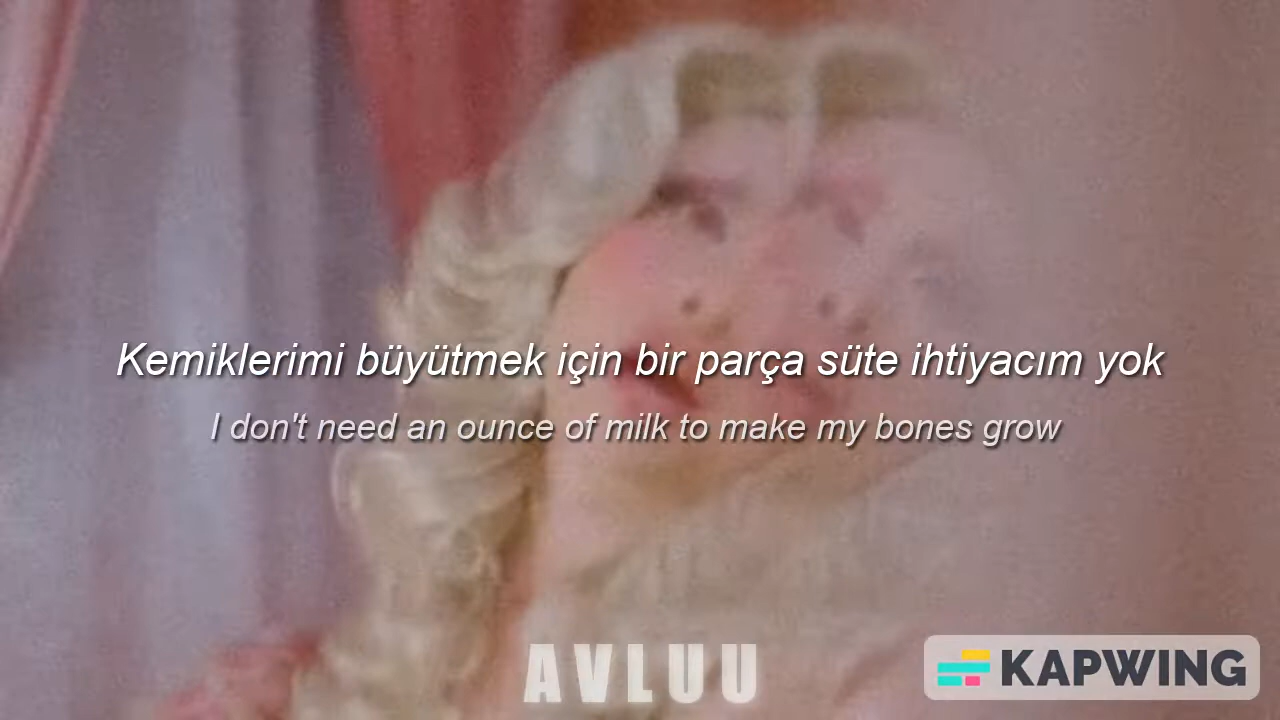 Kemiklerimi büyütmek için bir parça süte ihtiyacım yok
I don't need an ounce of milk to make my bones grow
AVLUU
KAPWING